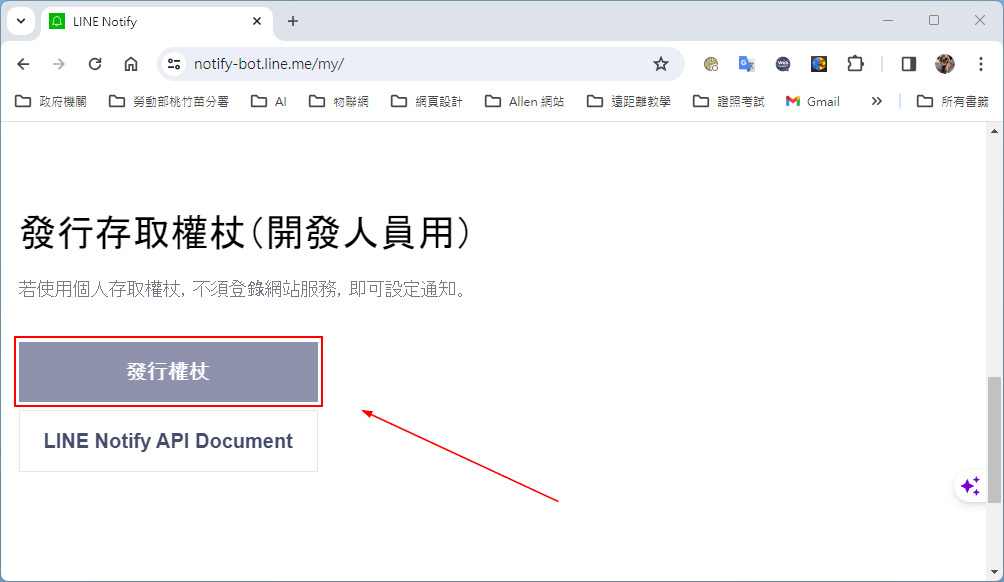 LINE Notify
notify-bot.line.me/my/
政府機關 勞動部桃竹苗分署 AI 物聯網 網頁設計 Allen 網站 遠距離教學 證照考試 Gmail 所有書籤
發行存取權杖(開發人員用)
若使用個人存取權杖, 不須登錄網站服務, 即可設定通知。
發行權杖
LINE Notify API Document